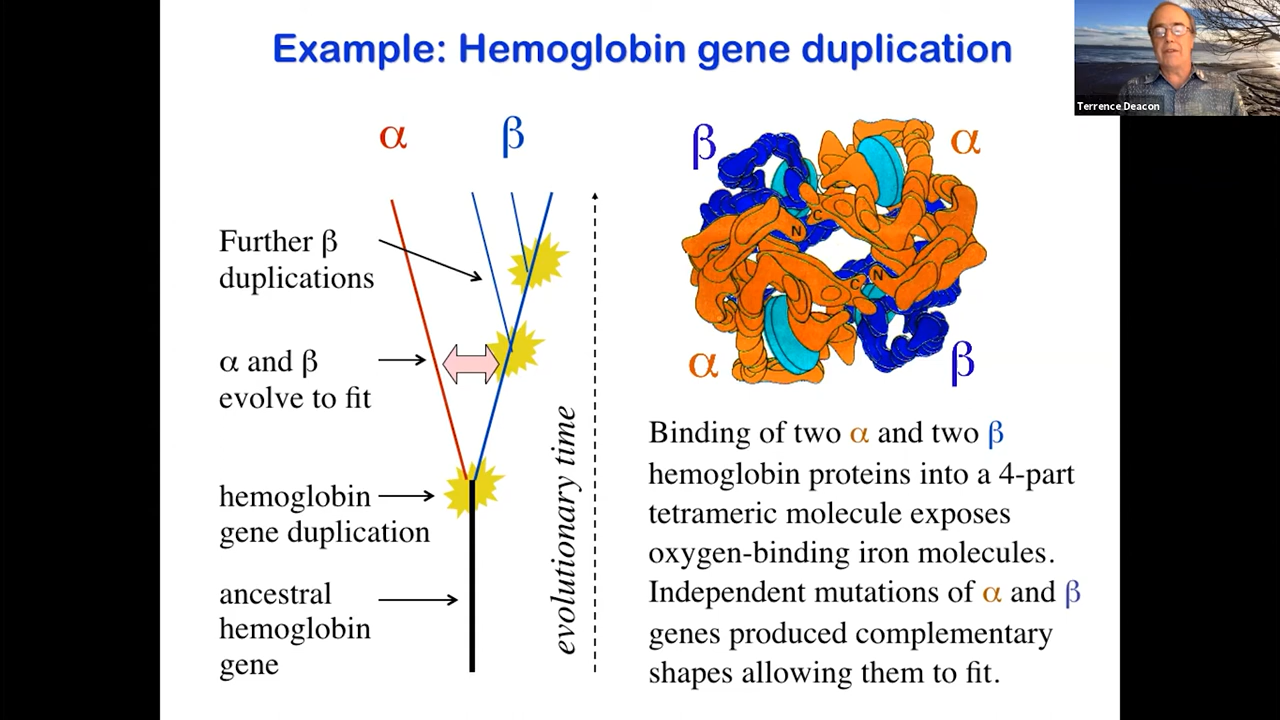 Example: Hemoglobin gene duplication
Terrence Deacon
α
β
Further β
duplications
α and β
evolve to fit
hemoglobin
gene duplication
ancestral
hemoglobin
gene
evolutionary time
β
α
N
C
C
N
α
β
Binding of two α and two β
hemoglobin proteins into a 4-part
tetrameric molecule exposes
oxygen-binding iron molecules.
Independent mutations of α and β
genes produced complementary
shapes allowing them to fit.